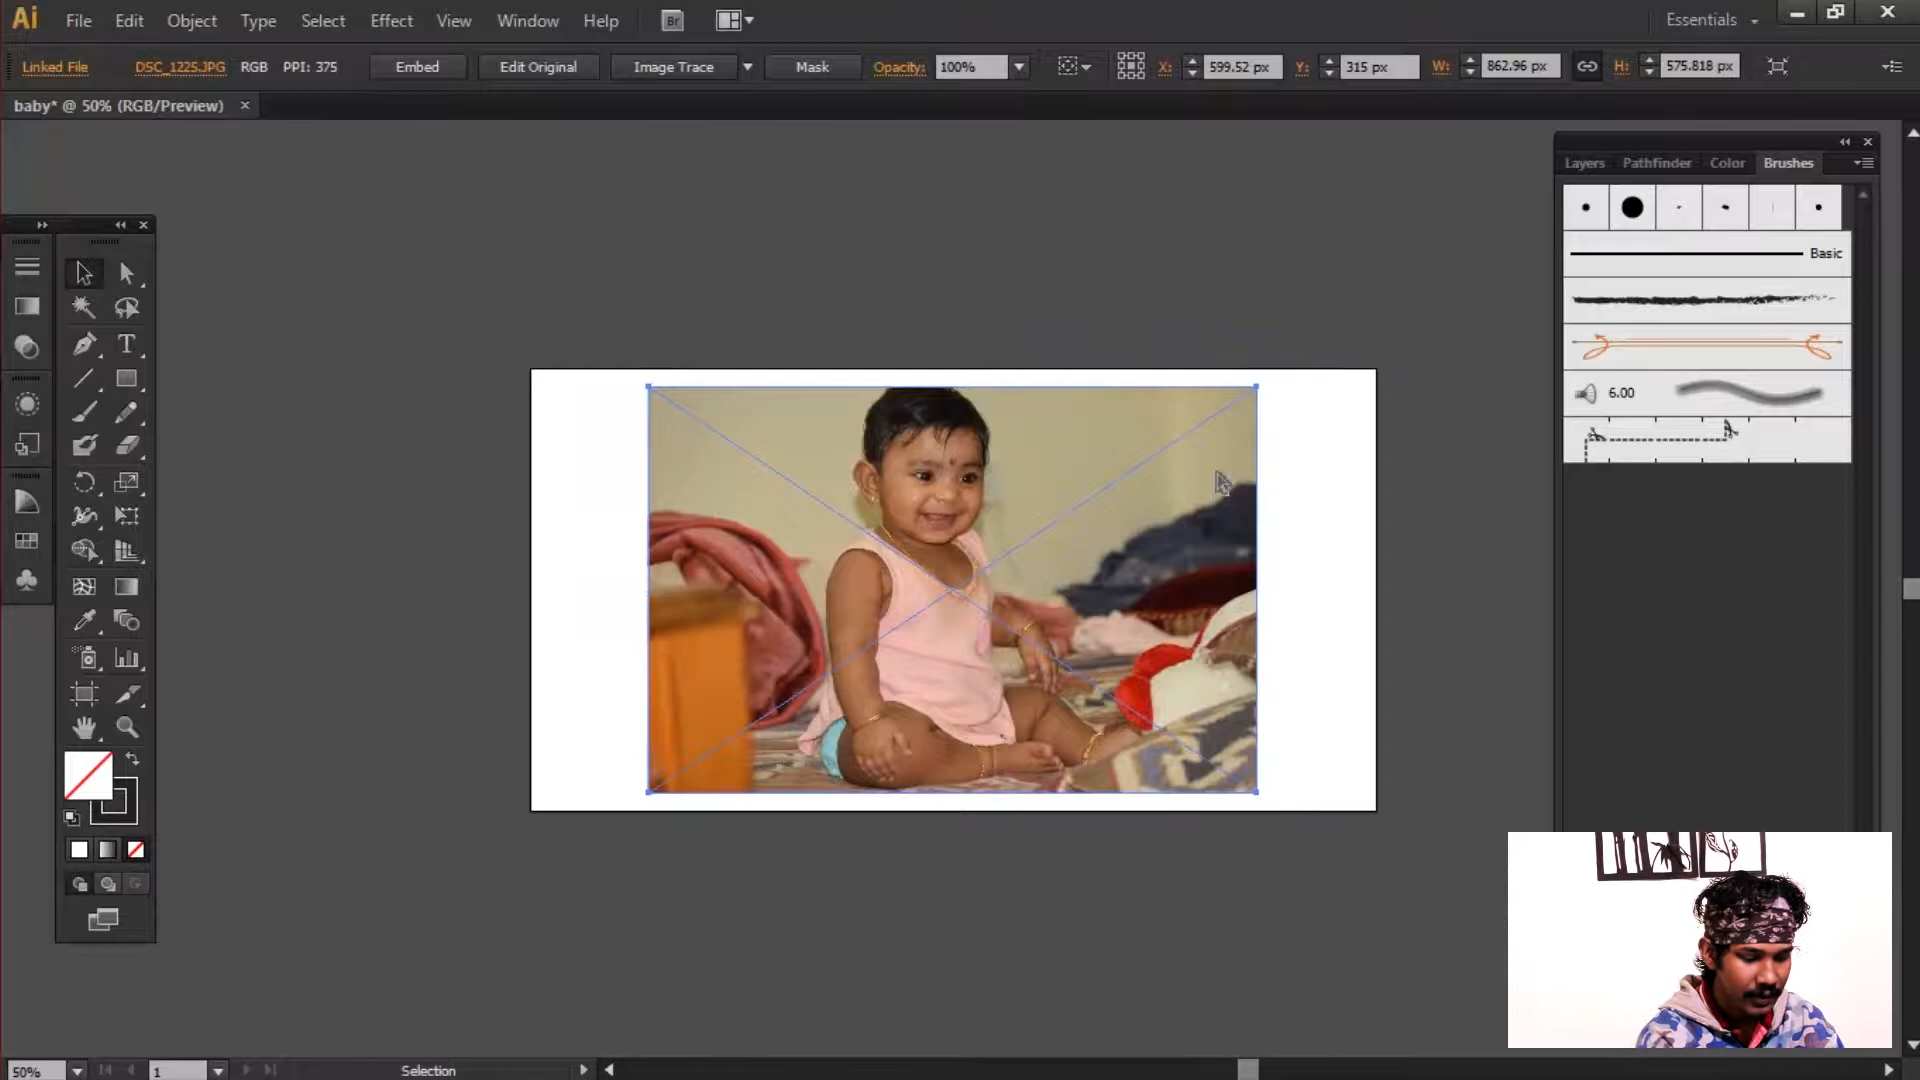 Ai File Edit Object Type Select Effect View Window Help Br Essentials
Linked File DSC_1225.JPG RGB PPI: 375 Embed Edit Original Image Trace Mask Opacity: 100% X: 599.52 px Y: 315 px W: 862.96 px H: 575.818 px
baby* @ 50% (RGB/Preview)
Layers Pathfinder Color Brushes
Basic
6.00
T
50% 1 Selection